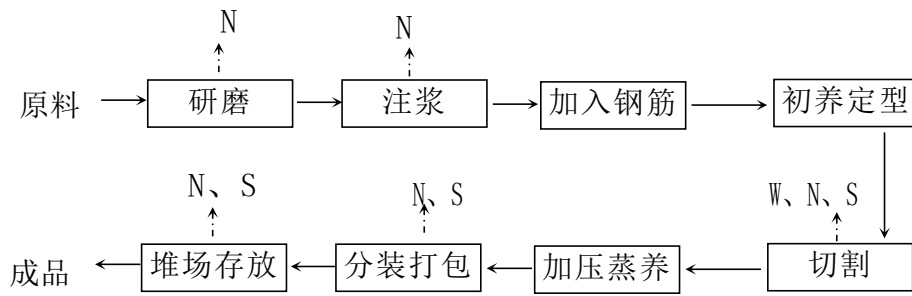 N
N
原料
研磨
注浆
加入钢筋
初养定型
N、S
N、S
W、N、S
成品
堆场存放
分装打包
加压蒸养
切割